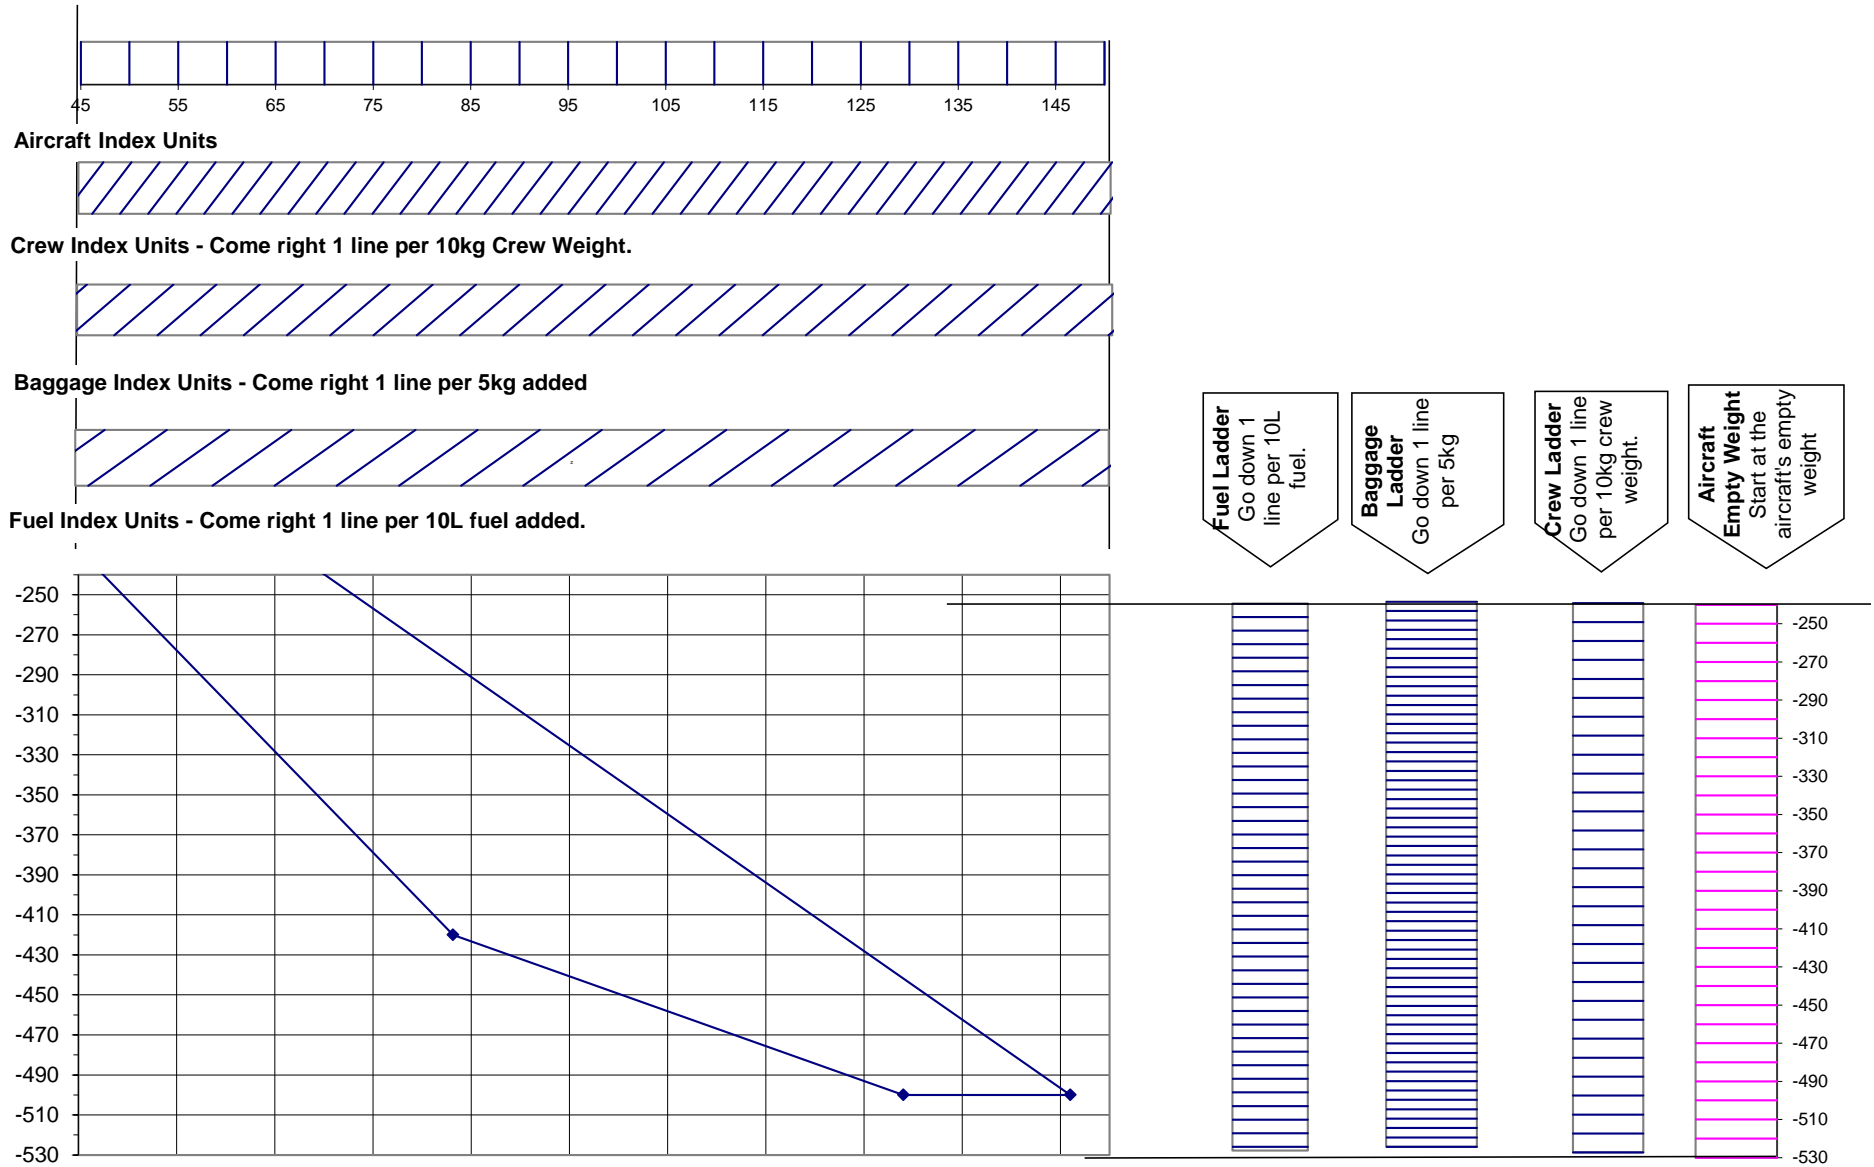 45 55 65 75 85 95 105 115 125 135 145
Aircraft Index Units
Crew Index Units - Come right 1 line per 10kg Crew Weight.
Baggage Index Units - Come right 1 line per 5kg added
Fuel Index Units - Come right 1 line per 10L fuel added.
Fuel Ladder
Go down 1
line per 10L
fuel.
Baggage
Ladder
Go down 1 line
per 5kg
Crew Ladder
Go down 1 line
per 10kg crew
weight.
Aircraft
Empty Weight
Start at the
aircraft's empty
weight
-250
-270
-290
-310
-330
-350
-370
-390
-410
-430
-450
-470
-490
-510
-530
-250
-270
-290
-310
-330
-350
-370
-390
-410
-430
-450
-470
-490
-510
-530